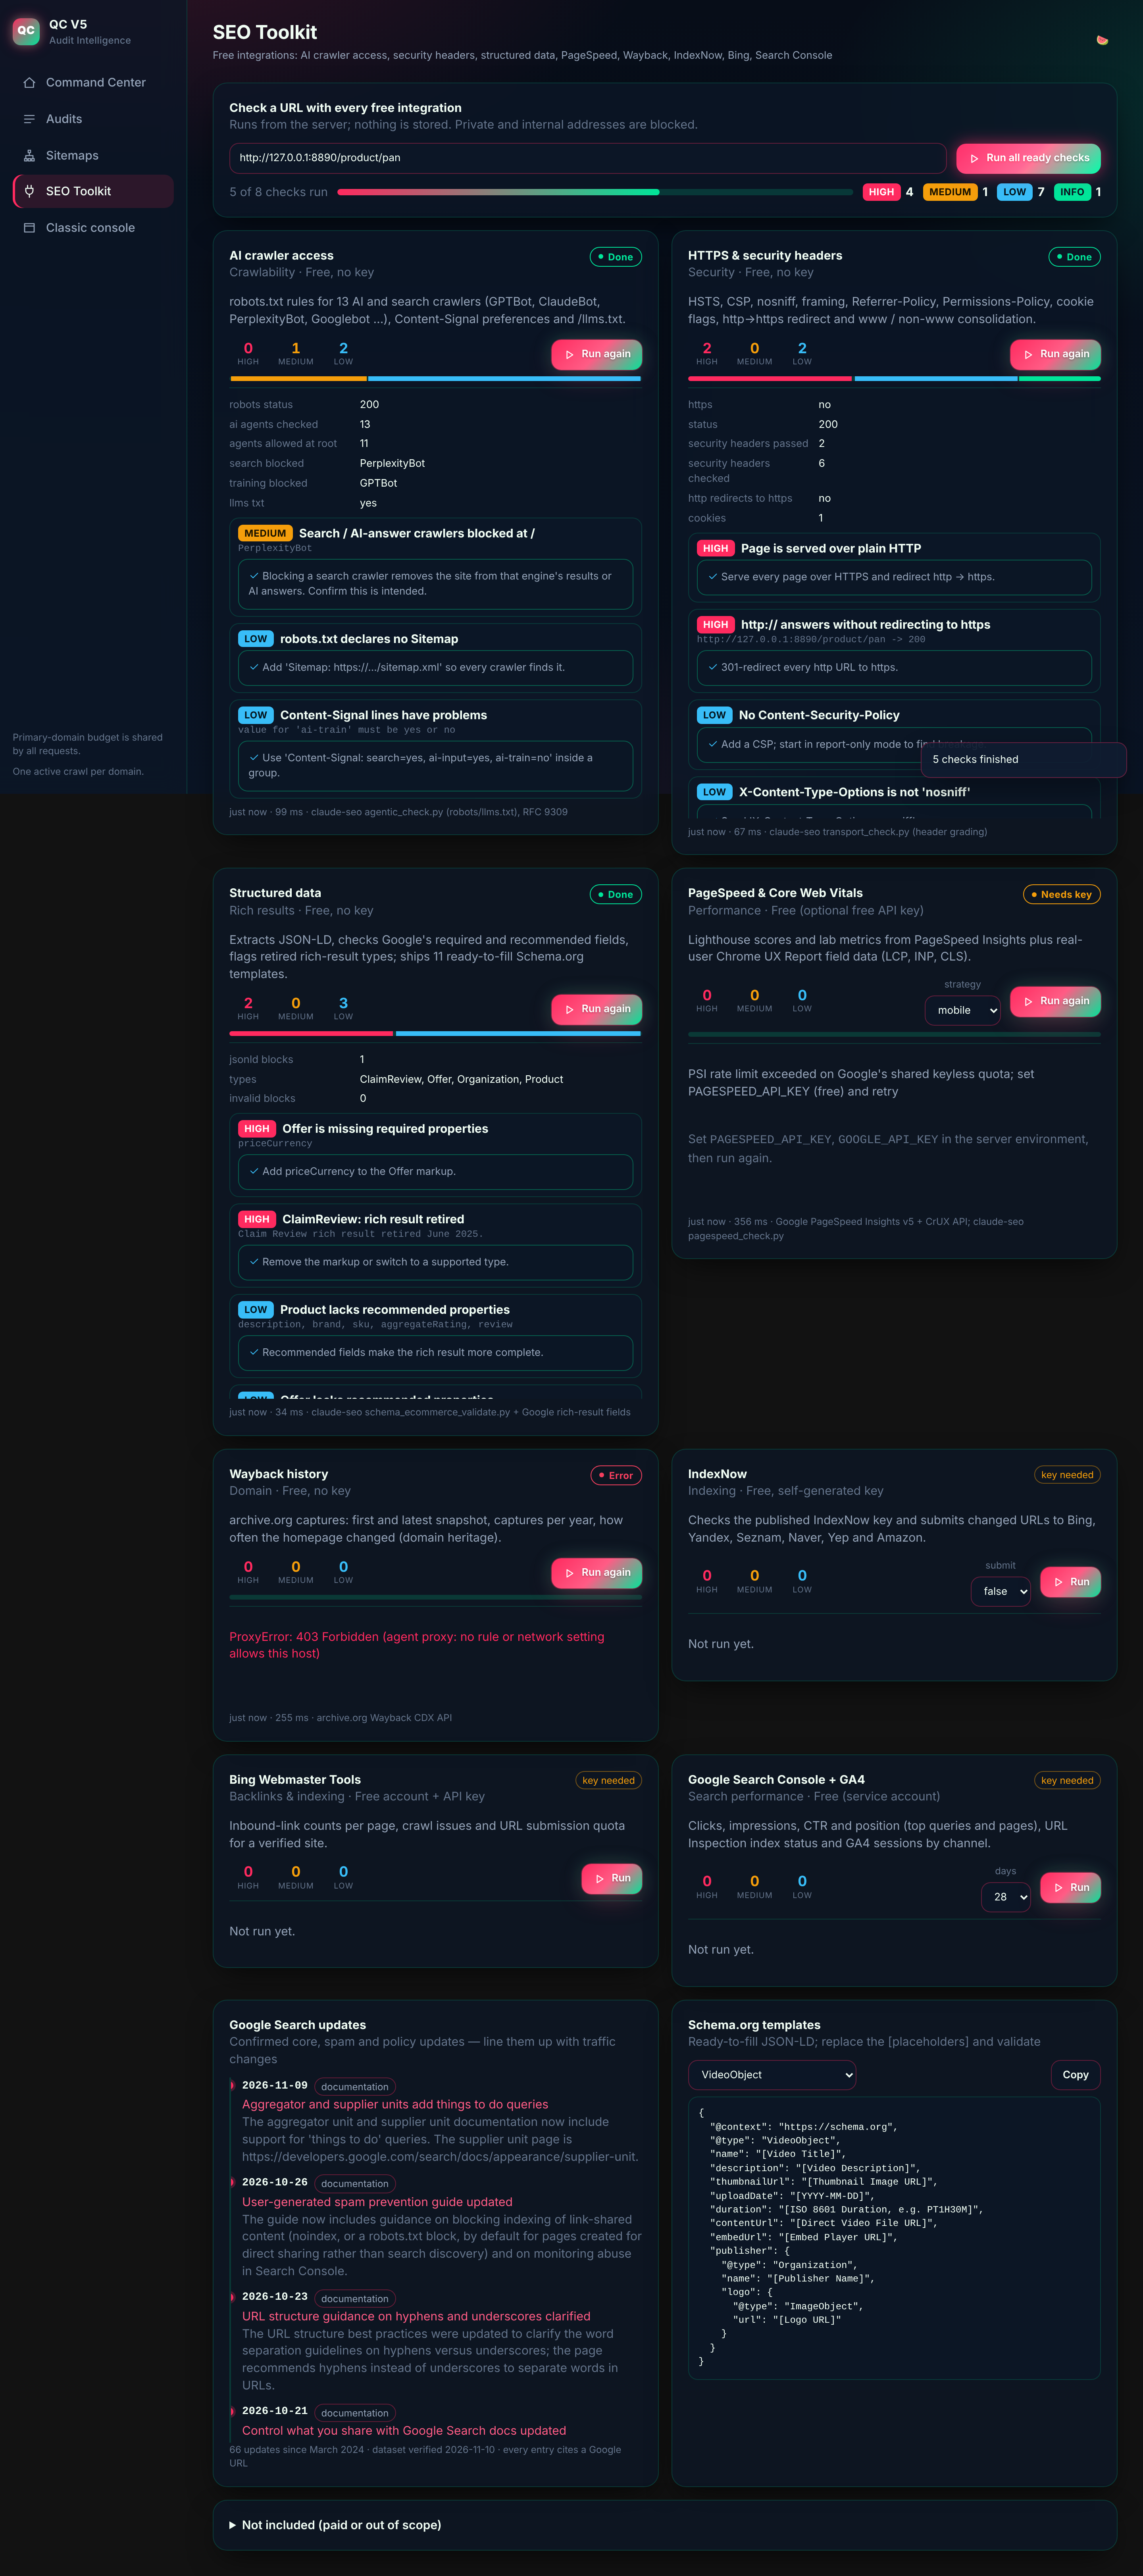 QC
QC V5
Audit Intelligence
Command Center
Audits
Sitemaps
SEO Toolkit
Classic console
Primary-domain budget is shared
by all requests.
One active crawl per domain.
SEO Toolkit
Free integrations: AI crawler access, security headers, structured data, PageSpeed, Wayback, IndexNow, Bing, Search Console
Check a URL with every free integration
Runs from the server; nothing is stored. Private and internal addresses are blocked.
http://127.0.0.1:8890/product/pan
Run all ready checks
5 of 8 checks run
HIGH 4 MEDIUM 1 LOW 7 INFO 1
AI crawler access
Done
Crawlability · Free, no key
robots.txt rules for 13 AI and search crawlers (GPTBot, ClaudeBot,
PerplexityBot, Googlebot ...), Content-Signal preferences and /llms.txt.
0 1 2
HIGH MEDIUM LOW
Run again
robots status 200
ai agents checked 13
agents allowed at root 11
search blocked PerplexityBot
training blocked GPTBot
llms txt yes
MEDIUM Search / AI-answer crawlers blocked at /
PerplexityBot
✓ Blocking a search crawler removes the site from that engine's results or
AI answers. Confirm this is intended.
LOW robots.txt declares no Sitemap
✓ Add 'Sitemap: https://.../sitemap.xml' so every crawler finds it.
LOW Content-Signal lines have problems
value for 'ai-train' must be yes or no
✓ Use 'Content-Signal: search=yes, ai-input=yes, ai-train=no' inside a
group.
just now · 99 ms · claude-seo agentic_check.py (robots/llms.txt), RFC 9309
HTTPS & security headers
Done
Security · Free, no key
HSTS, CSP, nosniff, framing, Referrer-Policy, Permissions-Policy, cookie
flags, http→https redirect and www / non-www consolidation.
2 0 2
HIGH MEDIUM LOW
Run again
https no
status 200
security headers passed 2
security headers
checked 6
http redirects to https no
cookies 1
HIGH Page is served over plain HTTP
✓ Serve every page over HTTPS and redirect http → https.
HIGH http:// answers without redirecting to https
http://127.0.0.1:8890/product/pan -> 200
✓ 301-redirect every http URL to https.
LOW No Content-Security-Policy
✓ Add a CSP; start in report-only mode to
5 checks finished
LOW X-Content-Type-Options is not 'nosniff'
just now · 67 ms · claude-seo transport_check.py (header grading)
Structured data
Done
Rich results · Free, no key
Extracts JSON-LD, checks Google's required and recommended fields,
flags retired rich-result types; ships 11 ready-to-fill Schema.org
templates.
2 0 3
HIGH MEDIUM LOW
Run again
jsonld blocks 1
types ClaimReview, Offer, Organization, Product
invalid blocks 0
HIGH Offer is missing required properties
priceCurrency
✓ Add priceCurrency to the Offer markup.
HIGH ClaimReview: rich result retired
Claim Review rich result retired June 2025.
✓ Remove the markup or switch to a supported type.
LOW Product lacks recommended properties
description, brand, sku, aggregateRating, review
✓ Recommended fields make the rich result more complete.
LOW Offer lacks recommended properties
just now · 34 ms · claude-seo schema_ecommerce_validate.py + Google rich-result fields
PageSpeed & Core Web Vitals
Needs key
Performance · Free (optional free API key)
Lighthouse scores and lab metrics from PageSpeed Insights plus real-
user Chrome UX Report field data (LCP, INP, CLS).
0 0 0
HIGH MEDIUM LOW
strategy
mobile
Run again
PSI rate limit exceeded on Google's shared keyless quota; set
PAGESPEED_API_KEY (free) and retry
Set PAGESPEED_API_KEY, GOOGLE_API_KEY in the server environment,
then run again.
just now · 356 ms · Google PageSpeed Insights v5 + CrUX API; claude-seo
pagespeed_check.py
Wayback history
Error
Domain · Free, no key
archive.org captures: first and latest snapshot, captures per year, how
often the homepage changed (domain heritage).
0 0 0
HIGH MEDIUM LOW
Run again
ProxyError: 403 Forbidden (agent proxy: no rule or network setting
allows this host)
just now · 255 ms · archive.org Wayback CDX API
IndexNow
key needed
Indexing · Free, self-generated key
Checks the published IndexNow key and submits changed URLs to Bing,
Yandex, Seznam, Naver, Yep and Amazon.
0 0 0
HIGH MEDIUM LOW
submit
false
Run
Not run yet.
Bing Webmaster Tools
key needed
Backlinks & indexing · Free account + API key
Inbound-link counts per page, crawl issues and URL submission quota
for a verified site.
0 0 0
HIGH MEDIUM LOW
Run
Not run yet.
Google Search Console + GA4
key needed
Search performance · Free (service account)
Clicks, impressions, CTR and position (top queries and pages), URL
Inspection index status and GA4 sessions by channel.
0 0 0
HIGH MEDIUM LOW
days
28
Run
Not run yet.
Google Search updates
Confirmed core, spam and policy updates — line them up with traffic
changes
2026-11-09 documentation
Aggregator and supplier units add things to do queries
The aggregator unit and supplier unit documentation now include
support for 'things to do' queries. The supplier unit page is
https://developers.google.com/search/docs/appearance/supplier-unit.
2026-10-26 documentation
User-generated spam prevention guide updated
The guide now includes guidance on blocking indexing of link-shared
content (noindex, or a robots.txt block, by default for pages created for
direct sharing rather than search discovery) and on monitoring abuse
in Search Console.
2026-10-23 documentation
URL structure guidance on hyphens and underscores clarified
The URL structure best practices were updated to clarify the word
separation guidelines on hyphens versus underscores; the page
recommends hyphens instead of underscores to separate words in
URLs.
2026-10-21 documentation
Control what you share with Google Search docs updated
66 updates since March 2024 · dataset verified 2026-11-10 · every entry cites a Google
URL
Schema.org templates
Ready-to-fill JSON-LD; replace the [placeholders] and validate
VideoObject
Copy
{
"@context": "https://schema.org",
"@type": "VideoObject",
"name": "[Video Title]",
"description": "[Video Description]",
"thumbnailUrl": "[Thumbnail Image URL]",
"uploadDate": "[YYYY-MM-DD]",
"duration": "[ISO 8601 Duration, e.g. PT1H30M]",
"contentUrl": "[Direct Video File URL]",
"embedUrl": "[Embed Player URL]",
"publisher": {
"@type": "Organization",
"name": "[Publisher Name]",
"logo": {
"@type": "ImageObject",
"url": "[Logo URL]"
}
}
}
Not included (paid or out of scope)